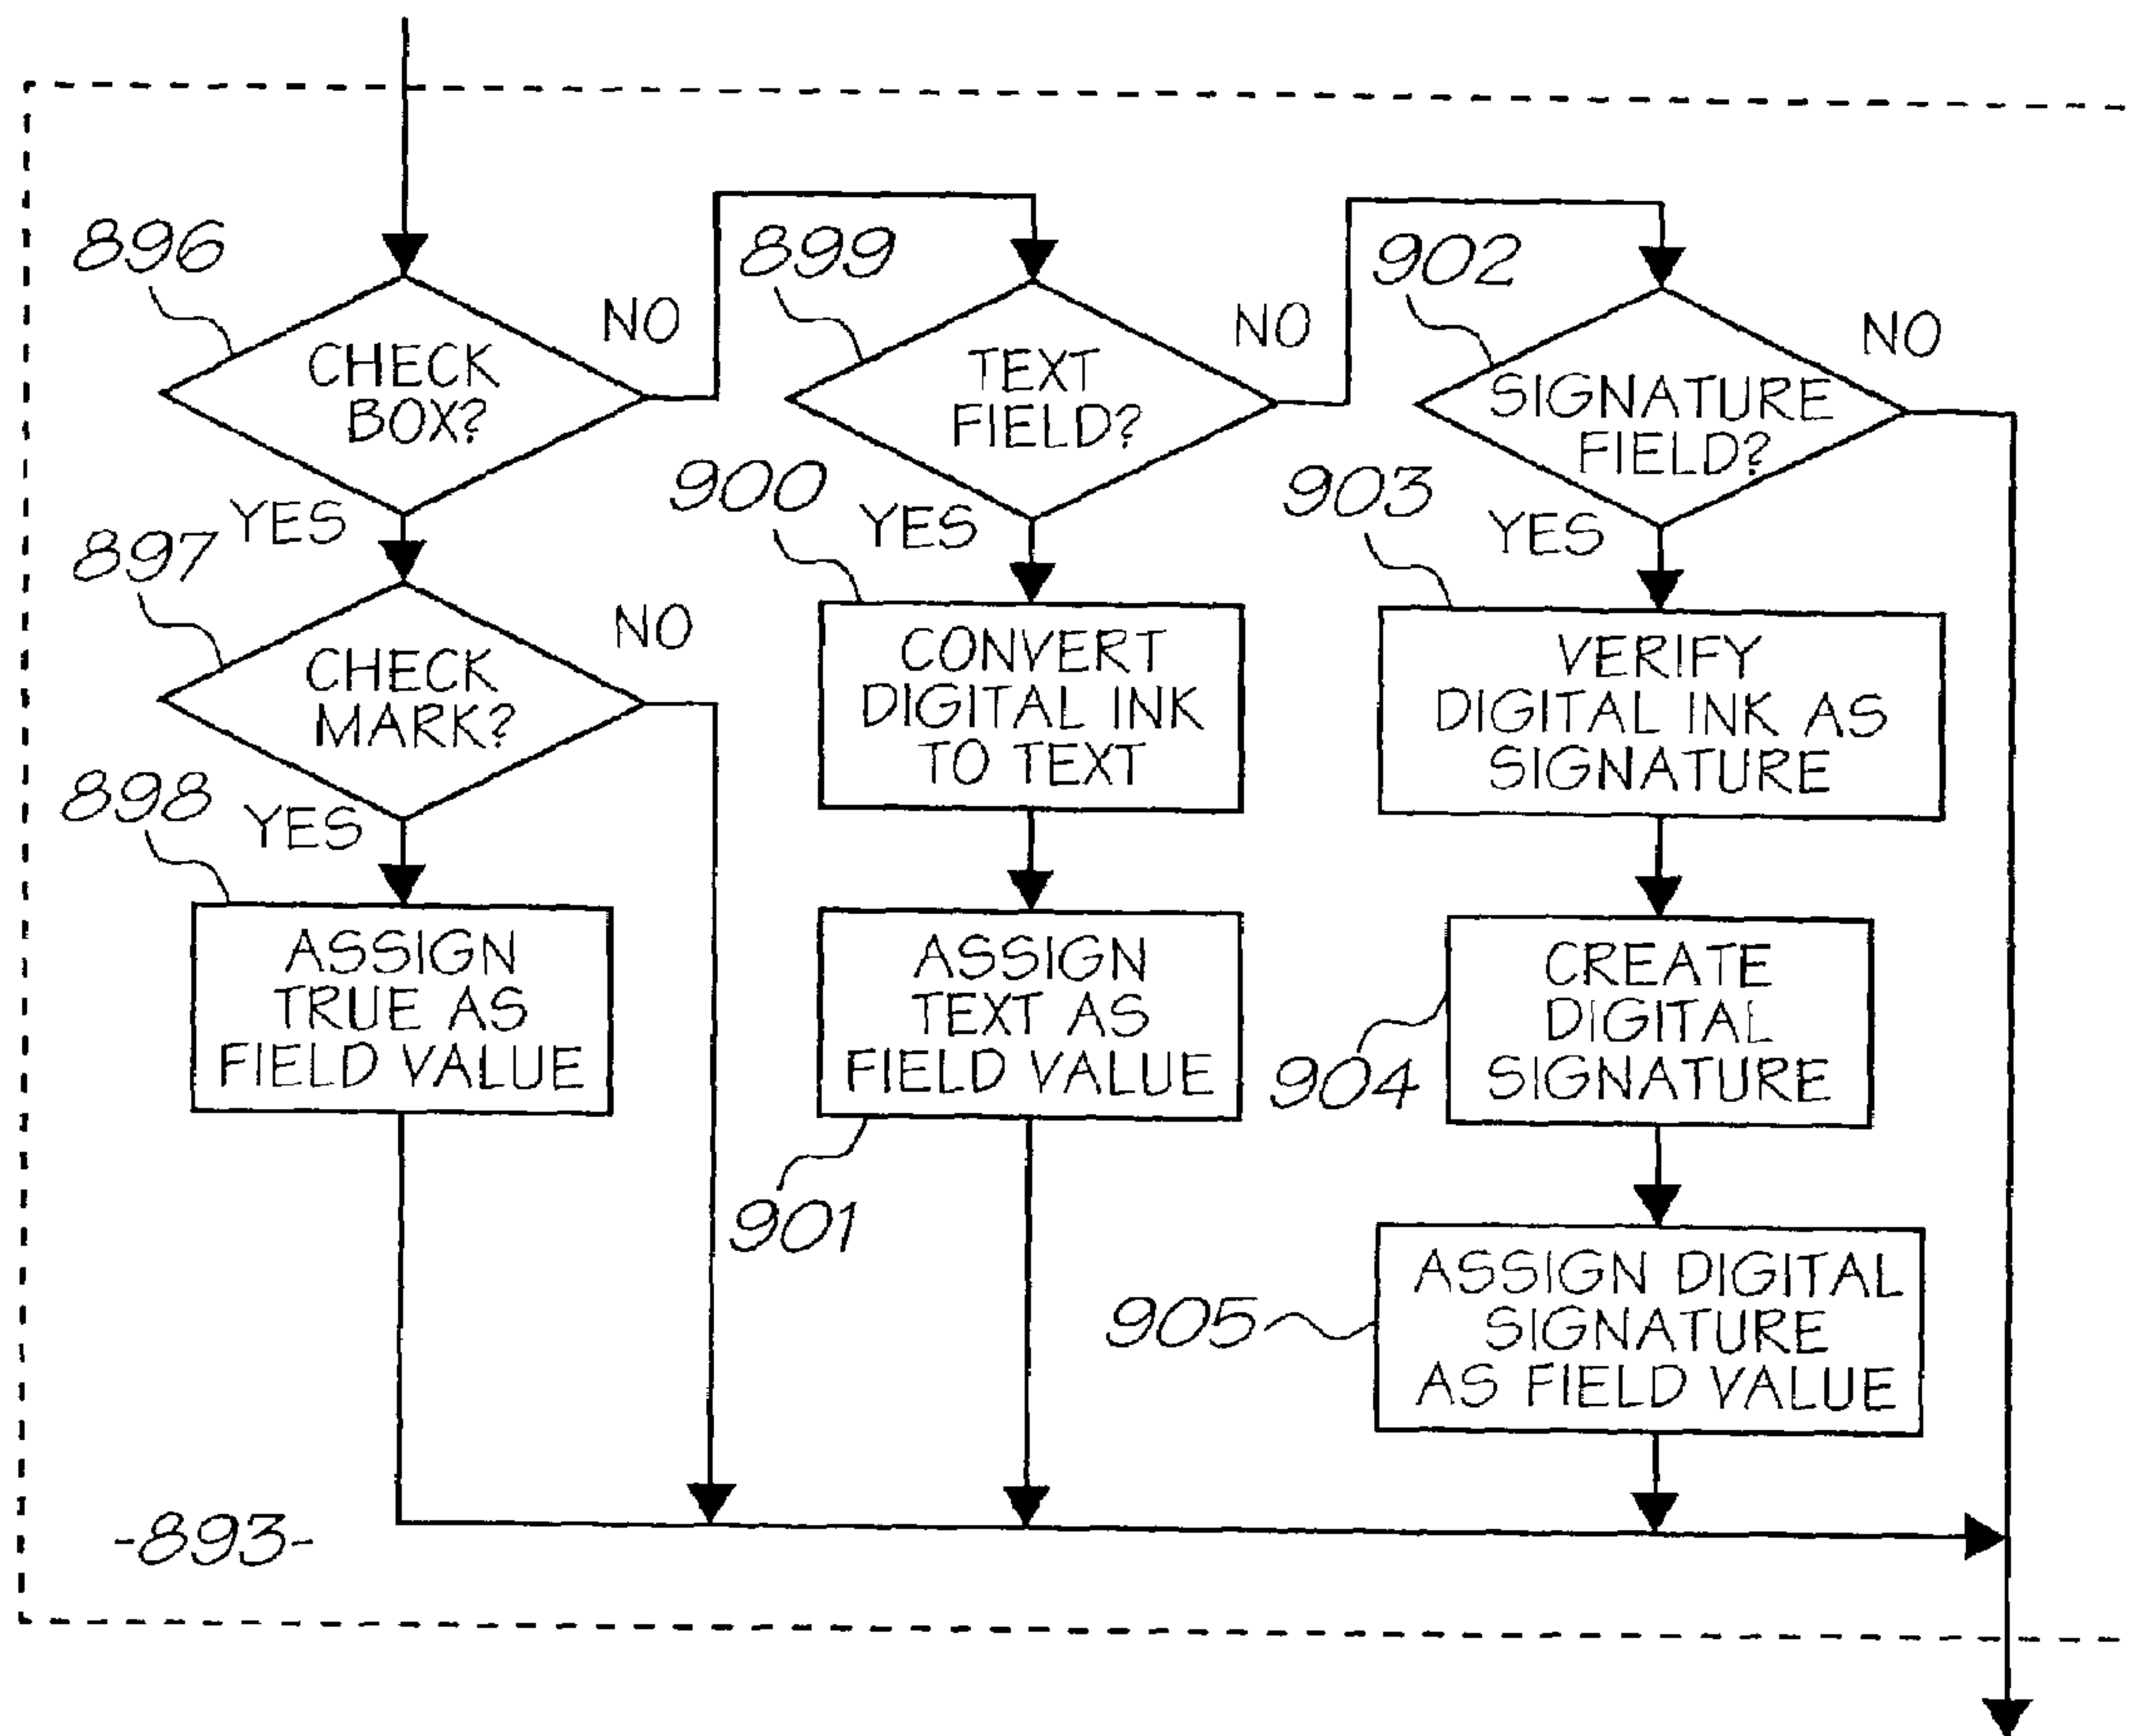 896
CHECK
BOX?
NO
YES
897
CHECK
MARK?
NO
YES
898
ASSIGN
TRUE AS
FIELD VALUE
899
TEXT
FIELD?
NO
YES
900
CONVERT
DIGITAL INK
TO TEXT
ASSIGN
TEXT AS
FIELD VALUE
901
902
SIGNATURE
FIELD?
NO
YES
903
VERIFY
DIGITAL INK AS
SIGNATURE
CREATE
DIGITAL
SIGNATURE
904
ASSIGN DIGITAL
SIGNATURE
AS FIELD VALUE
905
-893-